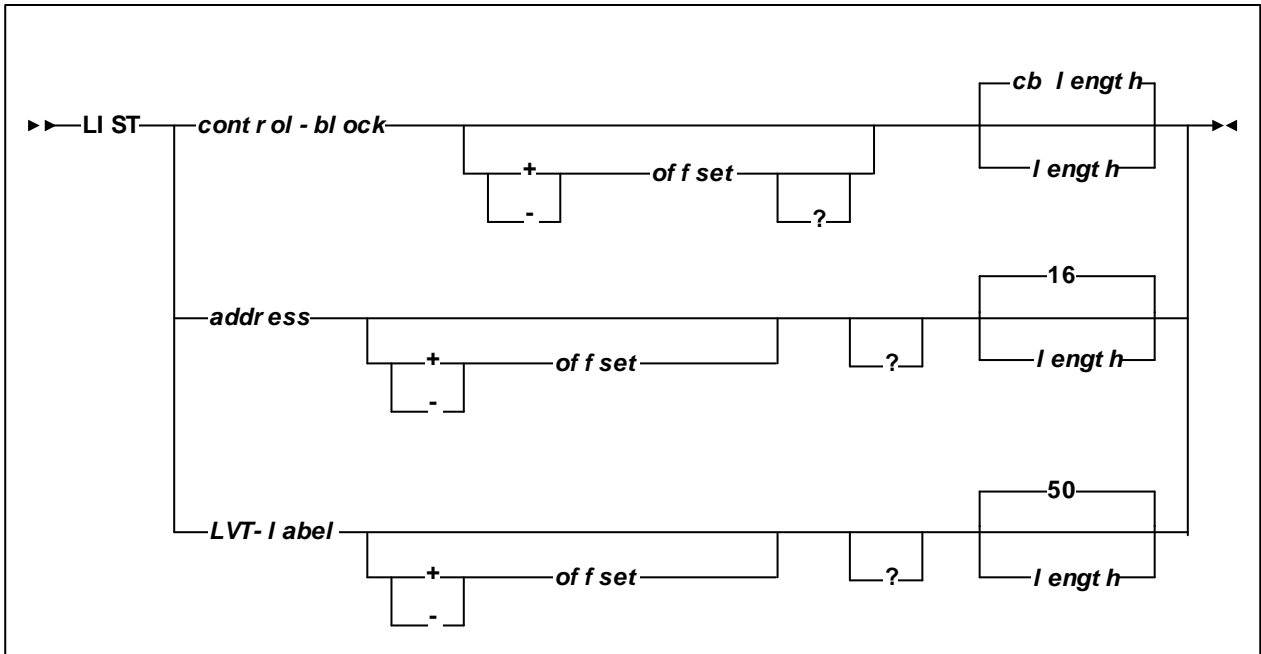 cb length
LIST control-block
+ offset length
- ?
16
address
+ offset ? length
-
50
LVT-label
+ offset ? length
-